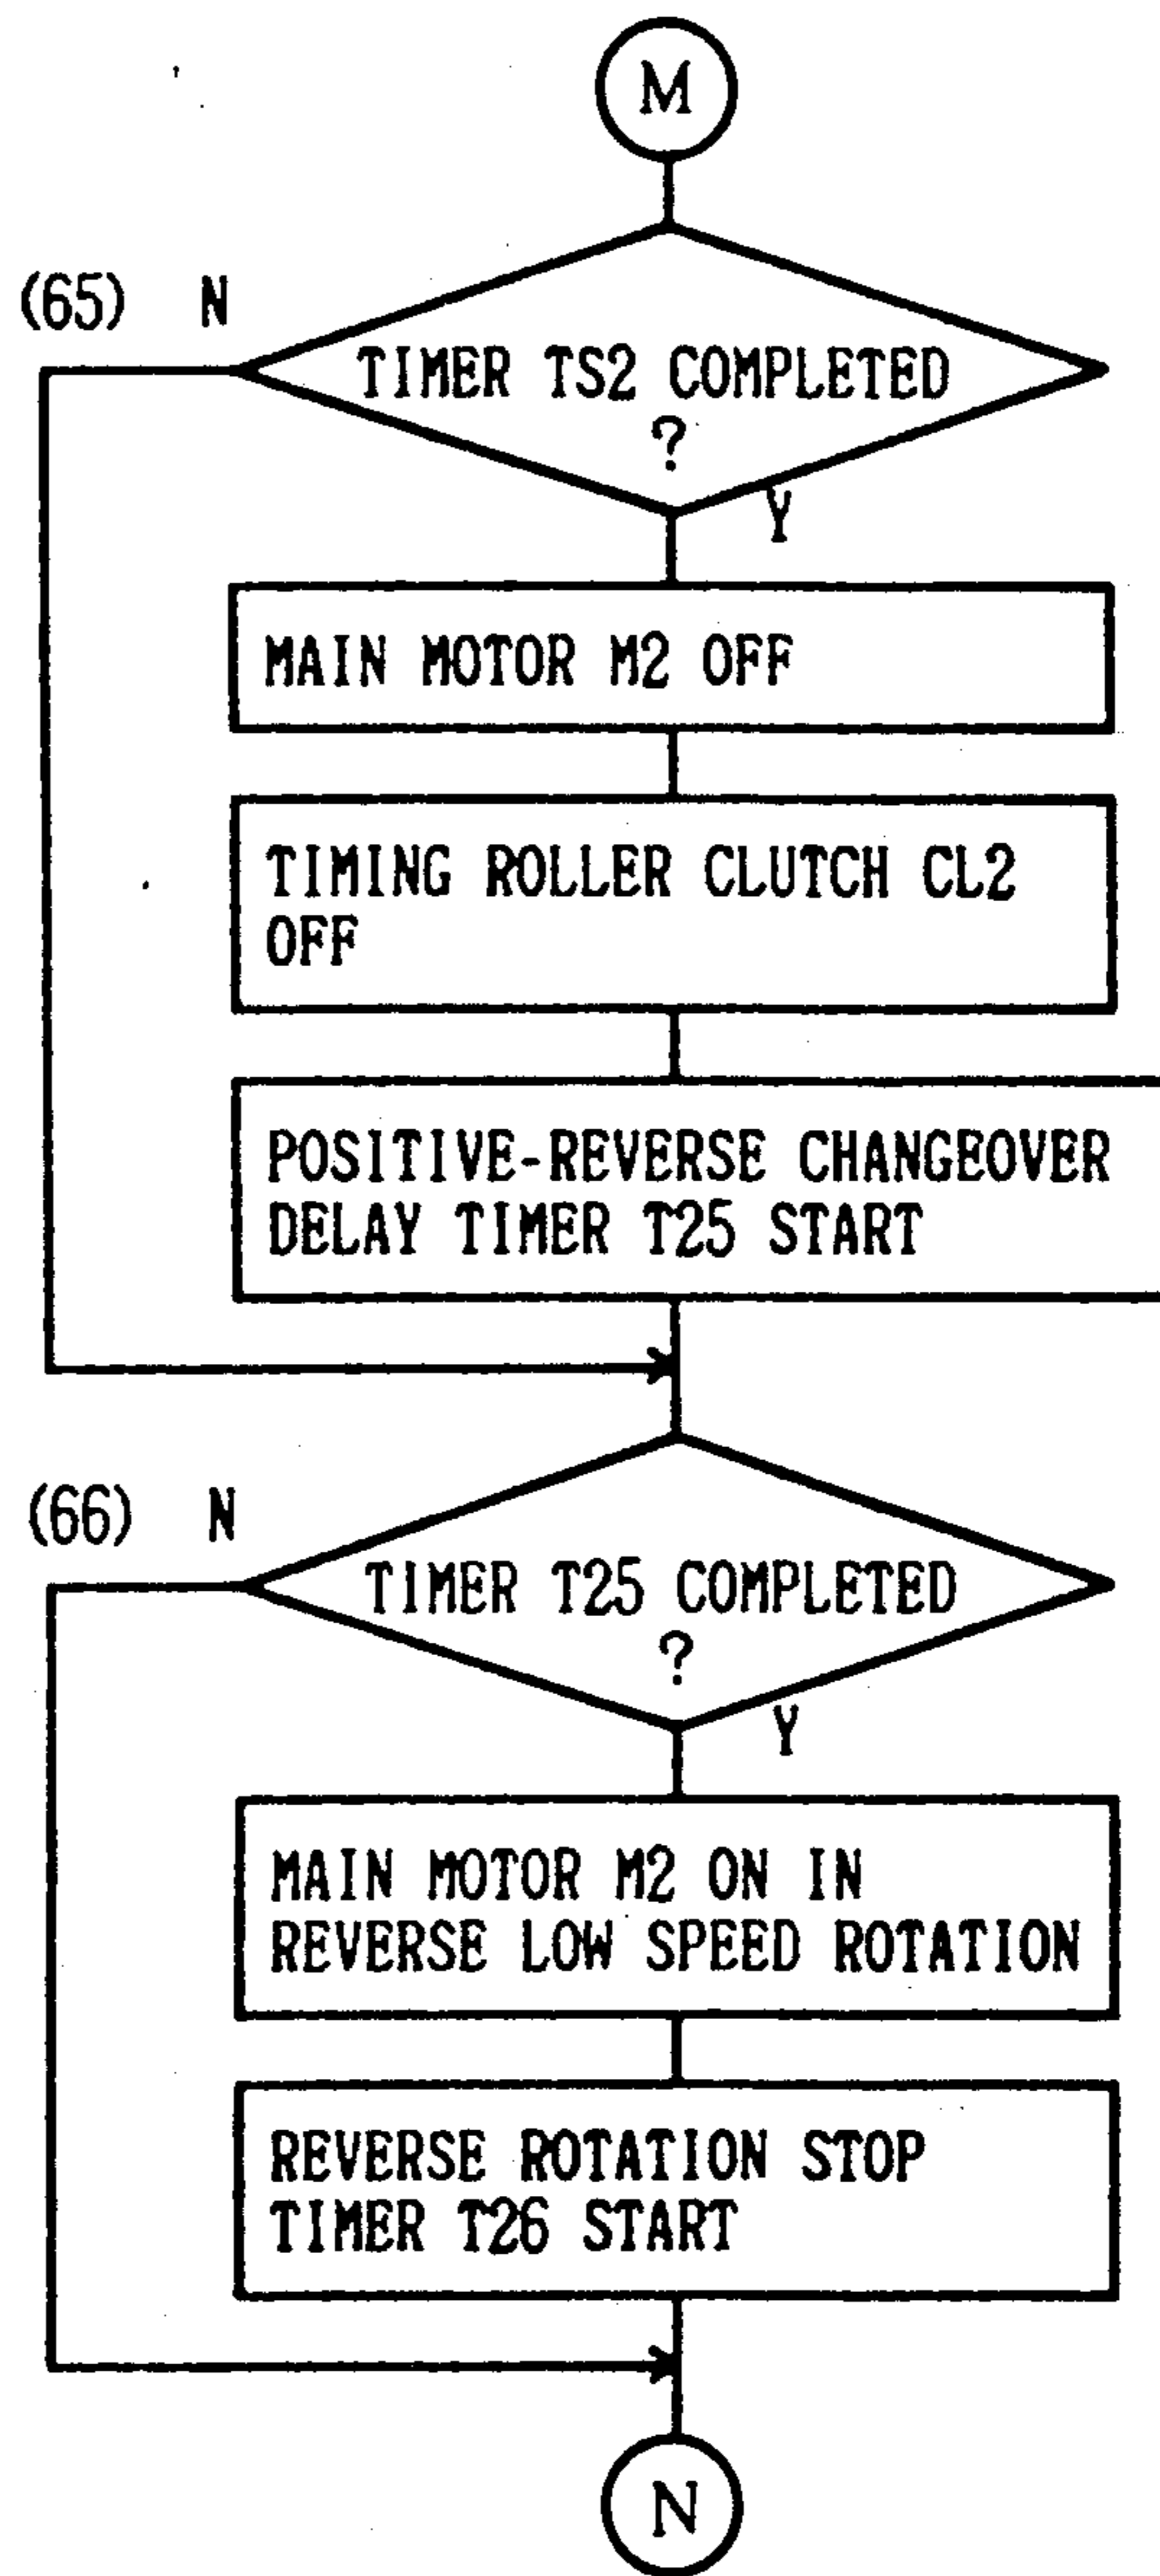 M
(65) N
TIMER TS2 COMPLETED
?
Y
MAIN MOTOR M2 OFF
TIMING ROLLER CLUTCH CL2
OFF
POSITIVE-REVERSE CHANGEOVER
DELAY TIMER T25 START
(66) N
TIMER T25 COMPLETED
?
Y
MAIN MOTOR M2 ON IN
REVERSE LOW SPEED ROTATION
REVERSE ROTATION STOP
TIMER T26 START
N